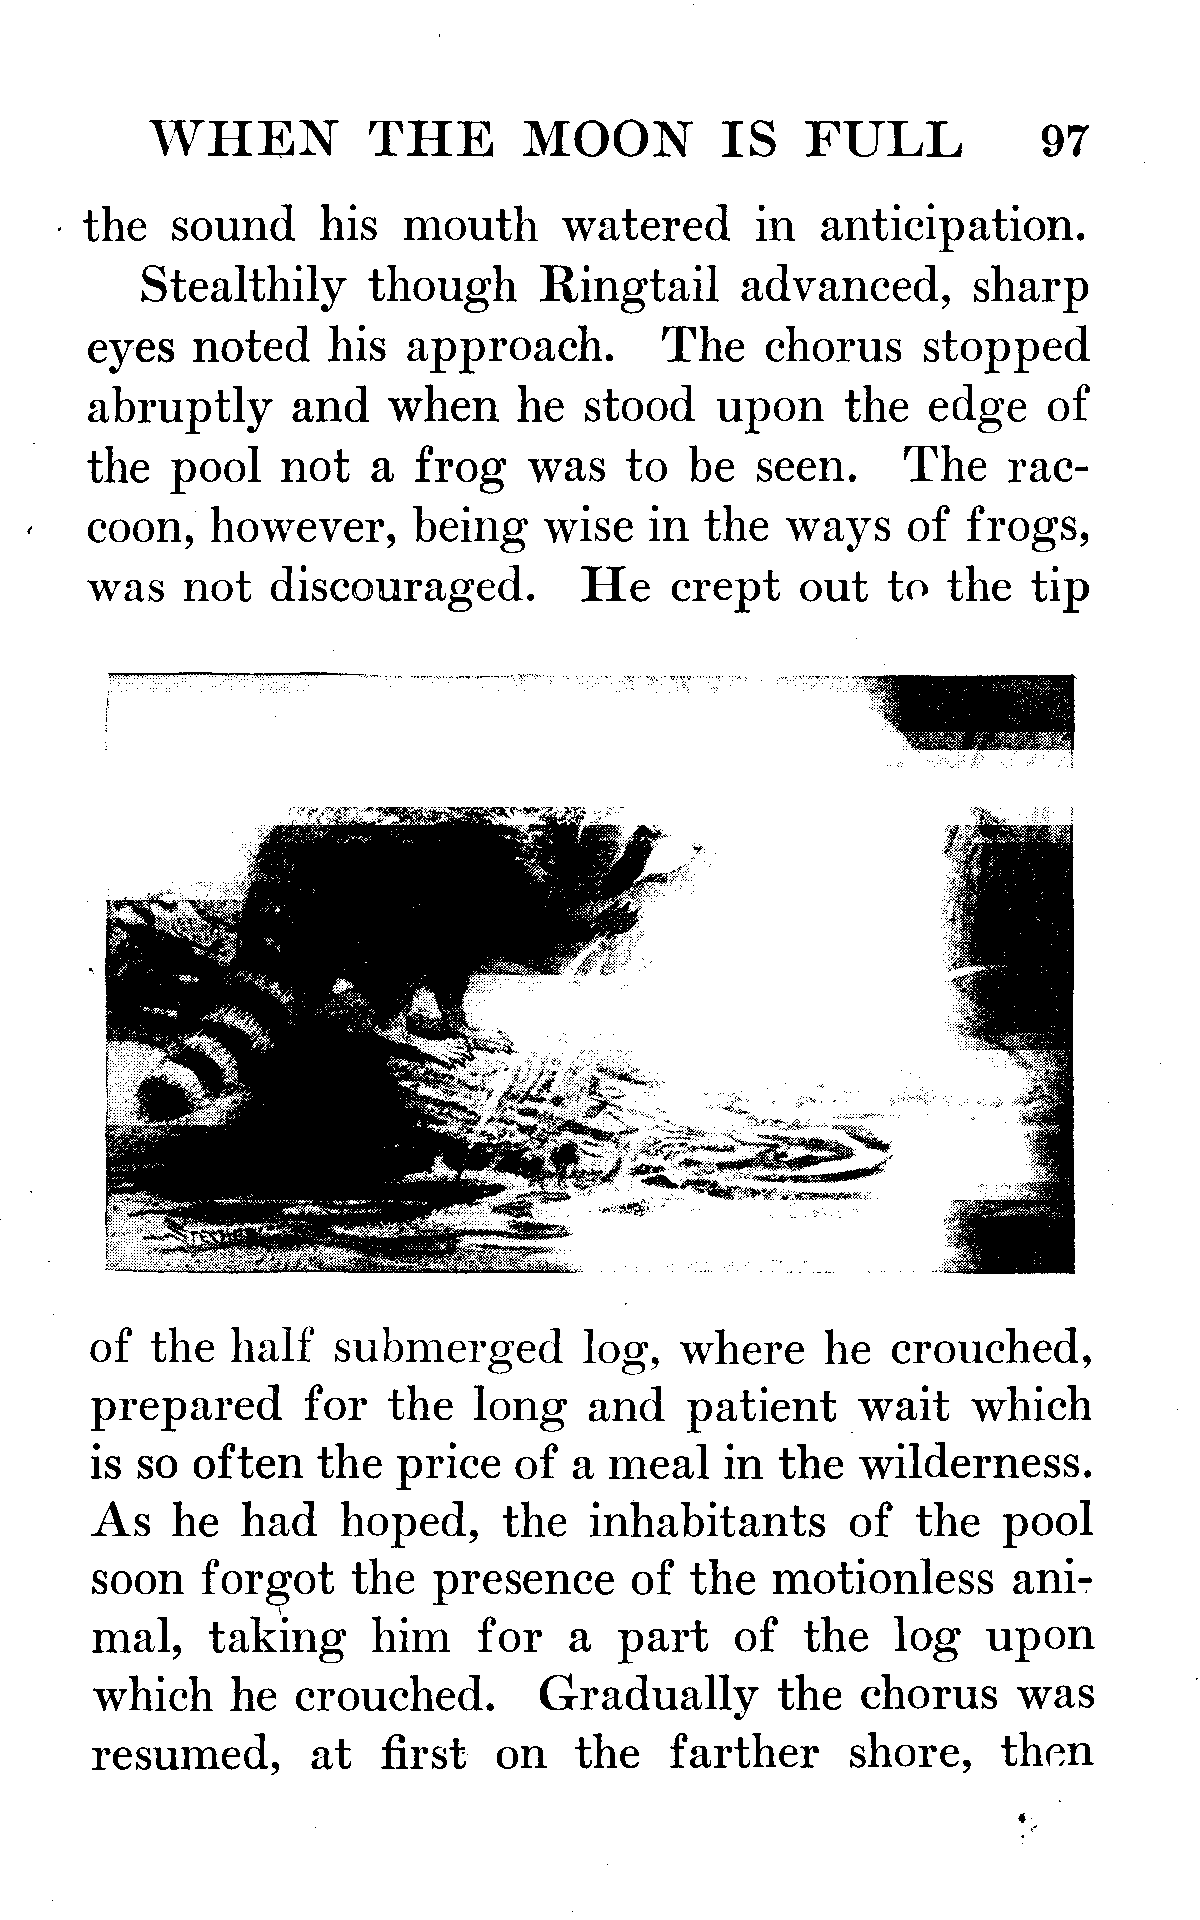 WHEN THE MOON IS FULL 97
the sound his mouth watered in anticipation.
Stealthily though Ringtail advanced, sharp
eyes noted his approach. The chorus stopped
abruptly and when he stood upon the edge of
the pool not a frog was to be seen. The rac-
coon, however, being wise in the ways of frogs,
was not discouraged. He crept out to the tip
of the half submerged log, where he crouched,
prepared for the long and patient wait which
is so often the price of a meal in the wilderness.
As he had hoped, the inhabitants of the pool
soon forgot the presence of the motionless ani-
mal, taking him for a part of the log upon
which he crouched. Gradually the chorus was
resumed, at first on the farther shore, then